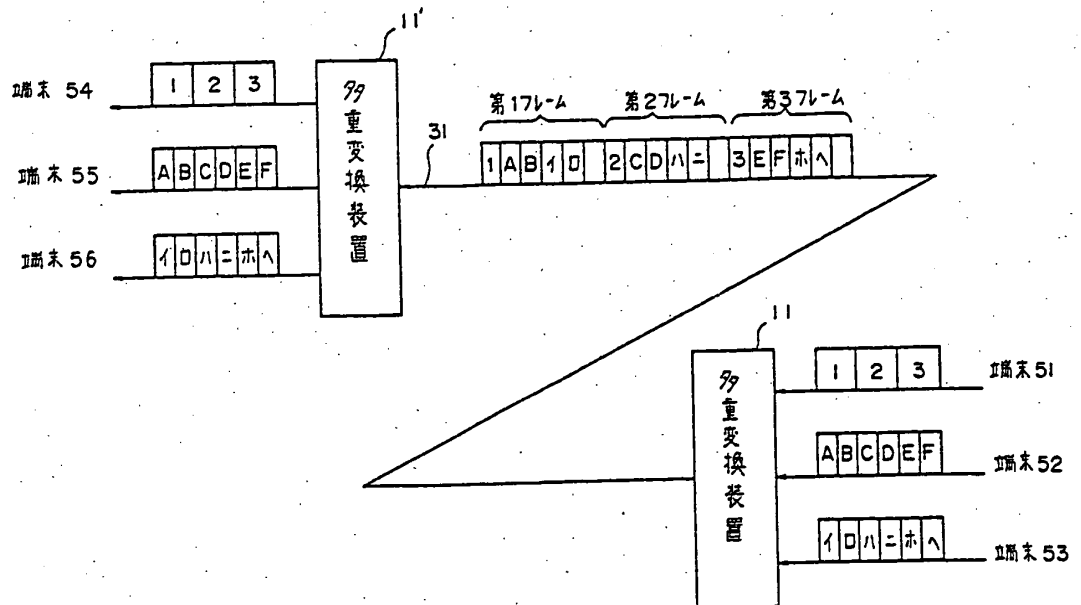 11'
端末 54
1 2 3
端末 55
A B C D E F
端末 56
イ ロ ハ ニ ホ ヘ
多重変換装置
31
第1フレーム 第2フレーム 第3フレーム
1 A B イ ロ 2 C D ハ ニ 3 E F ホ ヘ
11
多重変換装置
1 2 3
端末 51
A B C D E F
端末 52
イ ロ ハ ニ ホ ヘ
端末 53